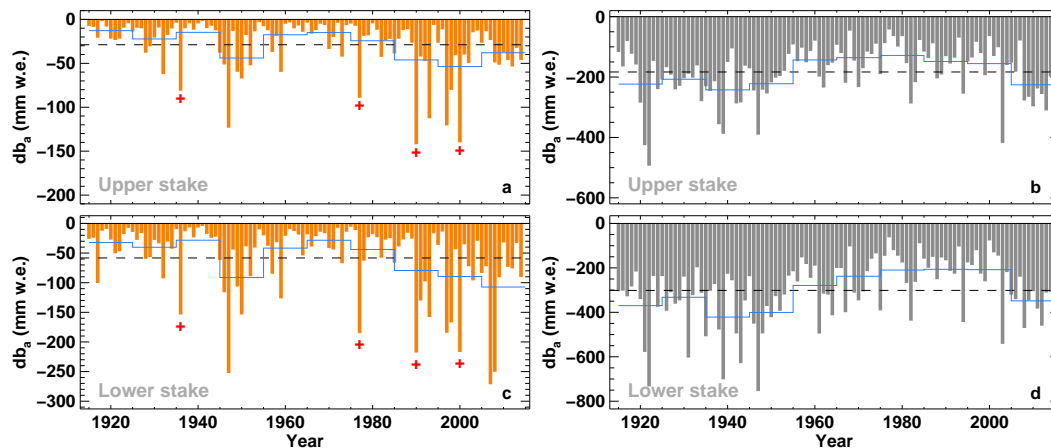 0
−50
−100
−150
−200
db_a (mm w.e.)
Upper stake
a
0
−200
−400
−600
db_a (mm w.e.)
Upper stake
b
0
−50
−100
−150
−200
−250
−300
db_a (mm w.e.)
Lower stake
c
1920 1940 1960 1980 2000
Year
0
−200
−400
−600
−800
db_a (mm w.e.)
Lower stake
d
1920 1940 1960 1980 2000
Year